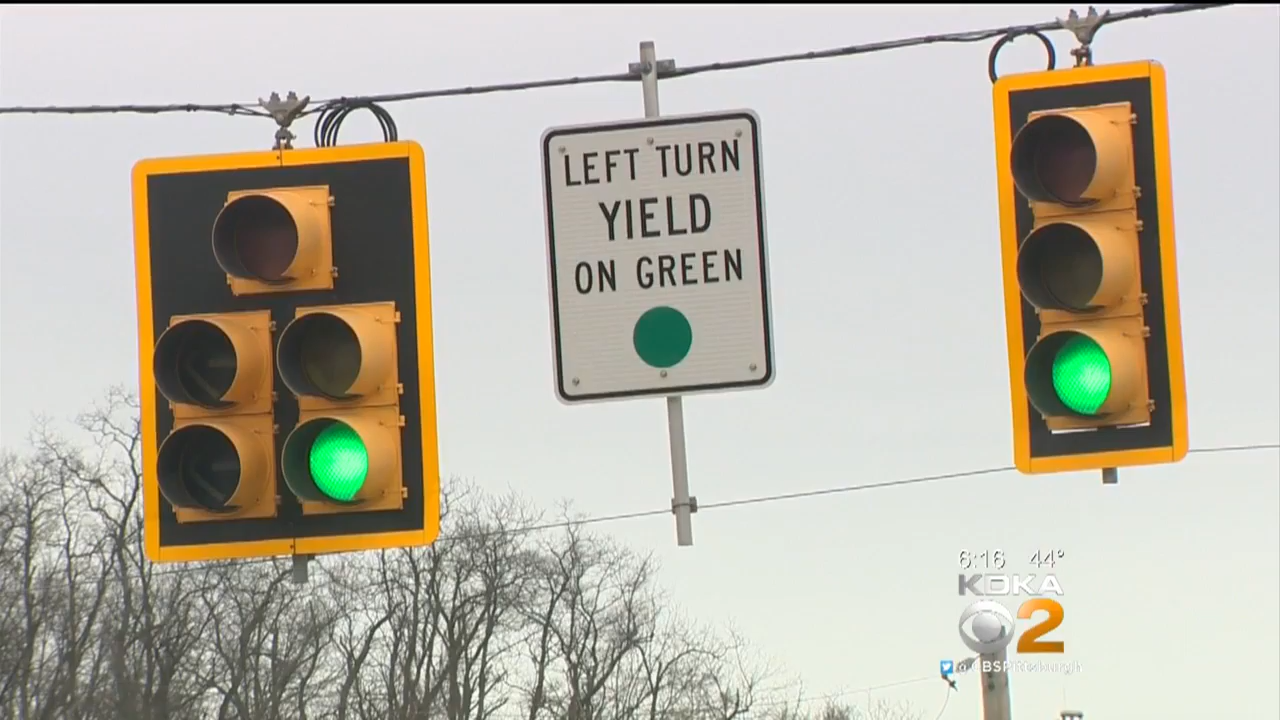 LEFT TURN
YIELD
ON GREEN
6:16 44°
KDKA
2
@CBSPittsburgh